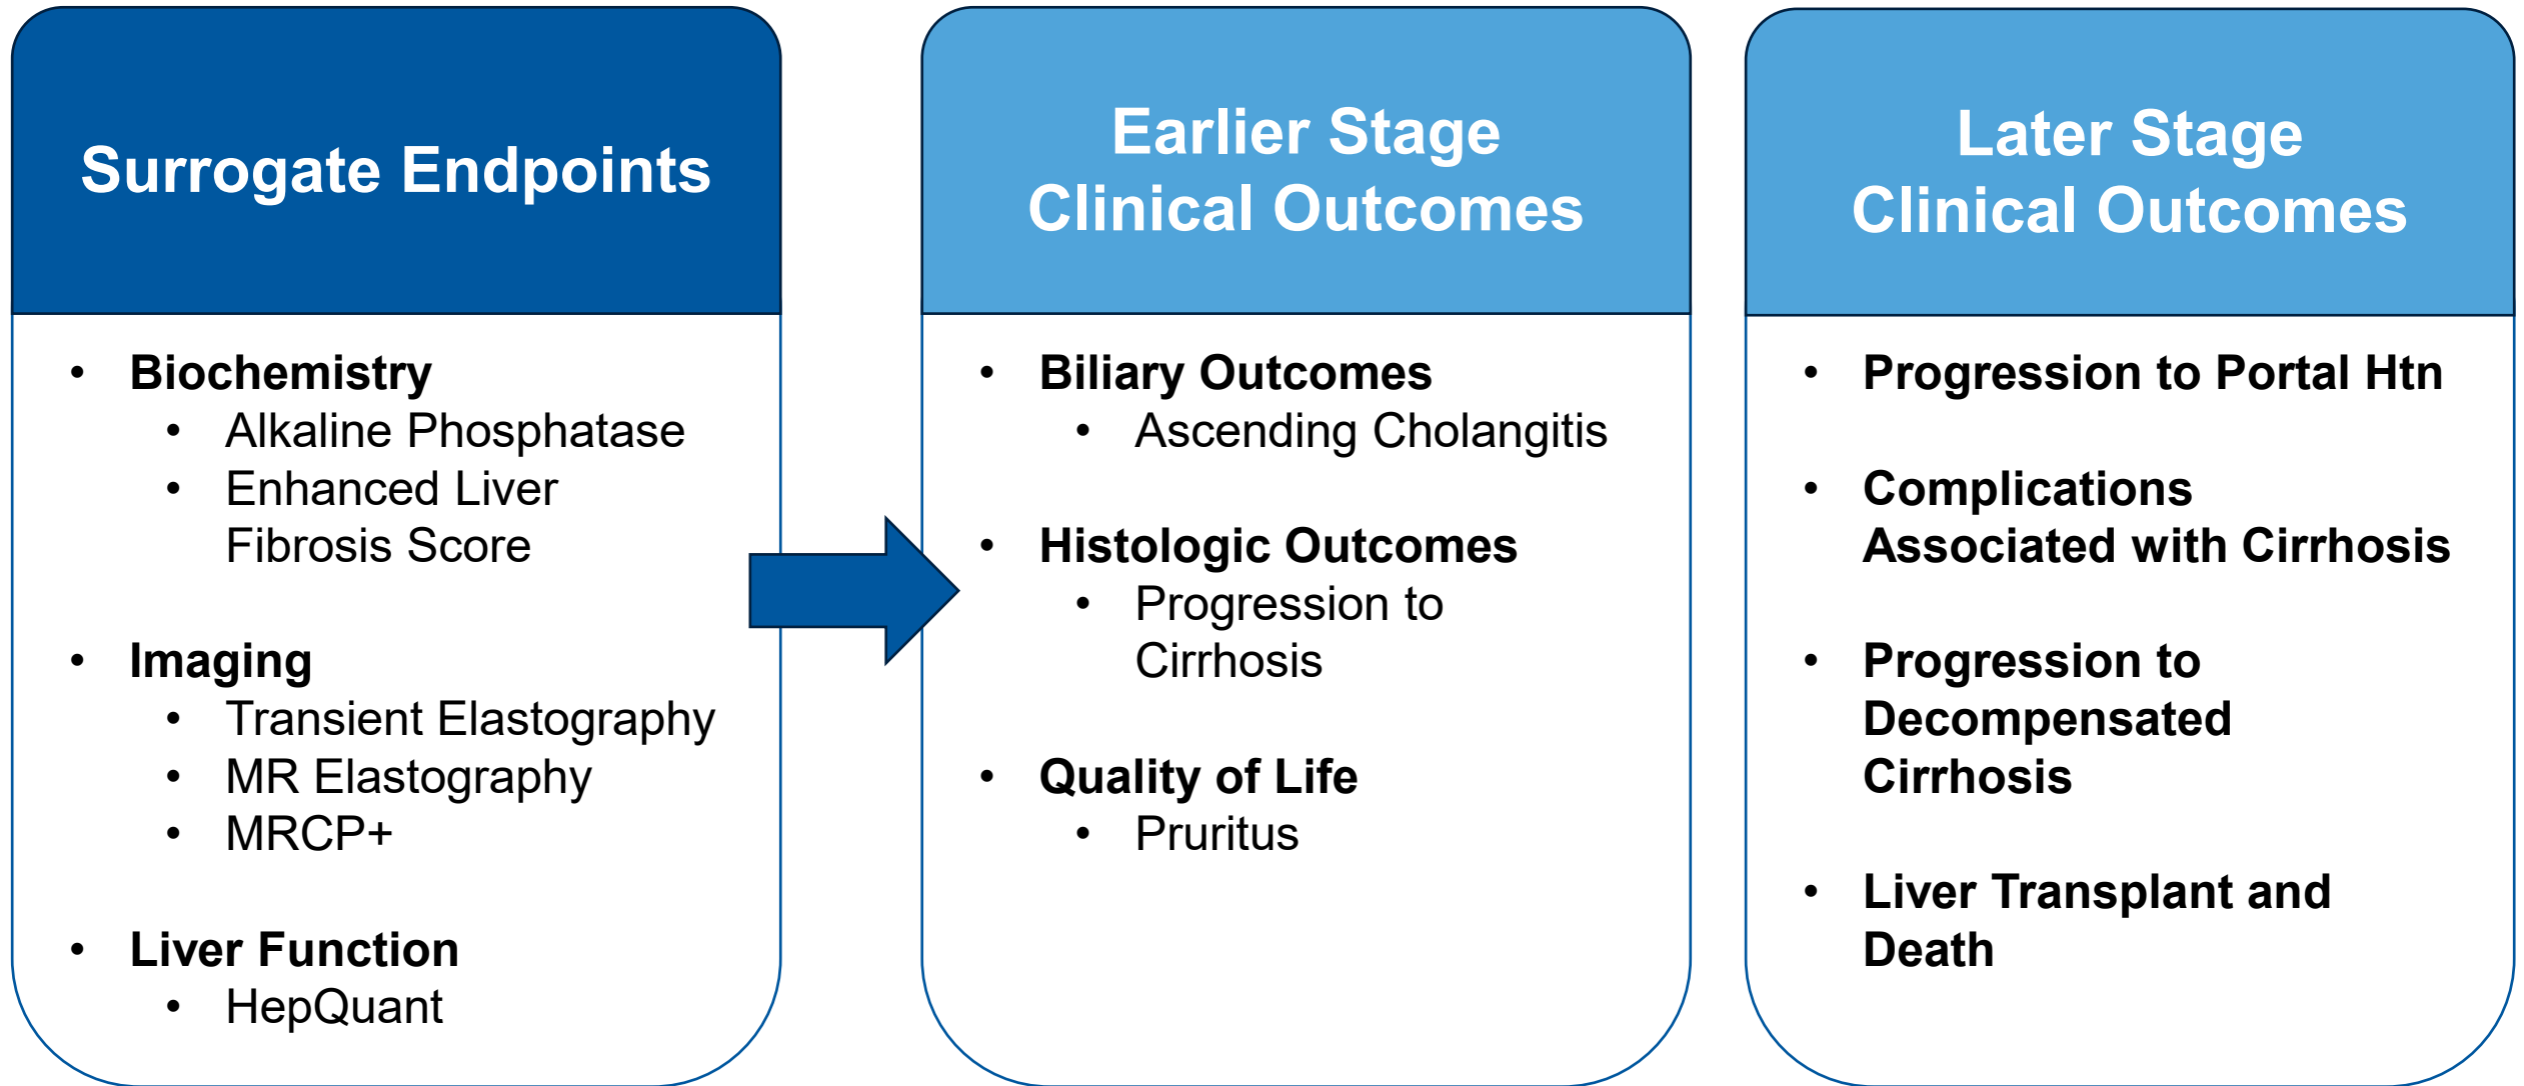 Surrogate Endpoints
• Biochemistry
• Alkaline Phosphatase
• Enhanced Liver
Fibrosis Score
• Imaging
• Transient Elastography
• MR Elastography
• MRCP+
• Liver Function
• HepQuant
Earlier Stage
Clinical Outcomes
• Biliary Outcomes
• Ascending Cholangitis
• Histologic Outcomes
• Progression to
Cirrhosis
• Quality of Life
• Pruritus
Later Stage
Clinical Outcomes
• Progression to Portal Htn
• Complications
Associated with Cirrhosis
• Progression to
Decompensated
Cirrhosis
• Liver Transplant and
Death